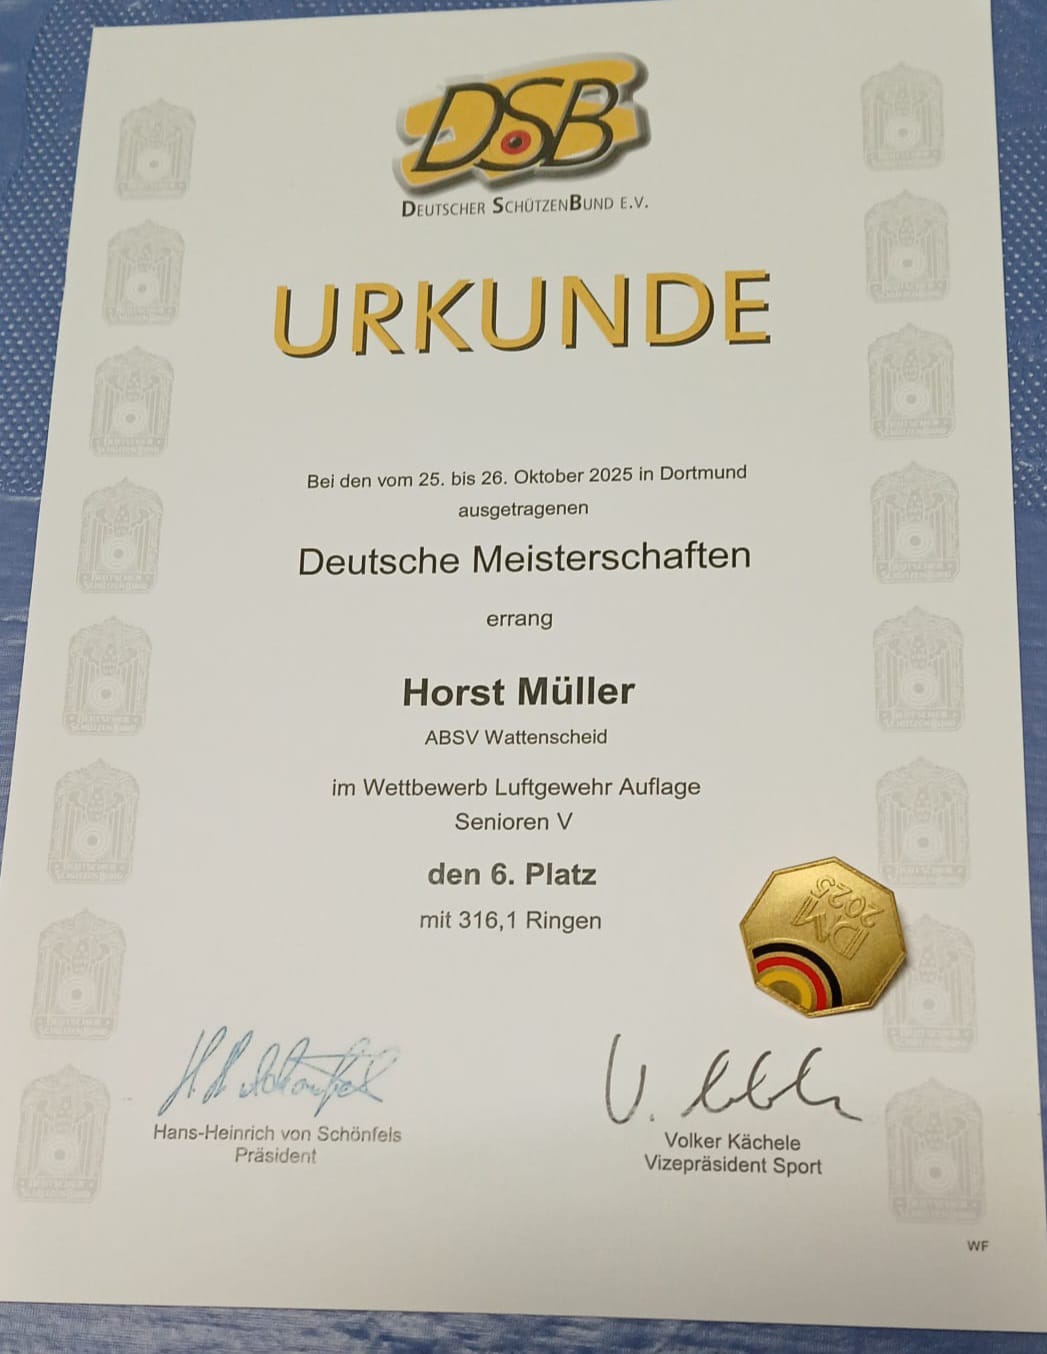 DSB
DEUTSCHER SCHÜTZENBUND E.V.
URKUNDE
Bei den vom 25. bis 26. Oktober 2025 in Dortmund
ausgetragenen
Deutsche Meisterschaften
errang
Horst Müller
ABSV Wattenscheid
im Wettbewerb Luftgewehr Auflage
Senioren V
den 6. Platz
mit 316,1 Ringen
DM
2025
Hans-Heinrich von Schönfels
Präsident
Volker Kächele
Vizepräsident Sport
WF